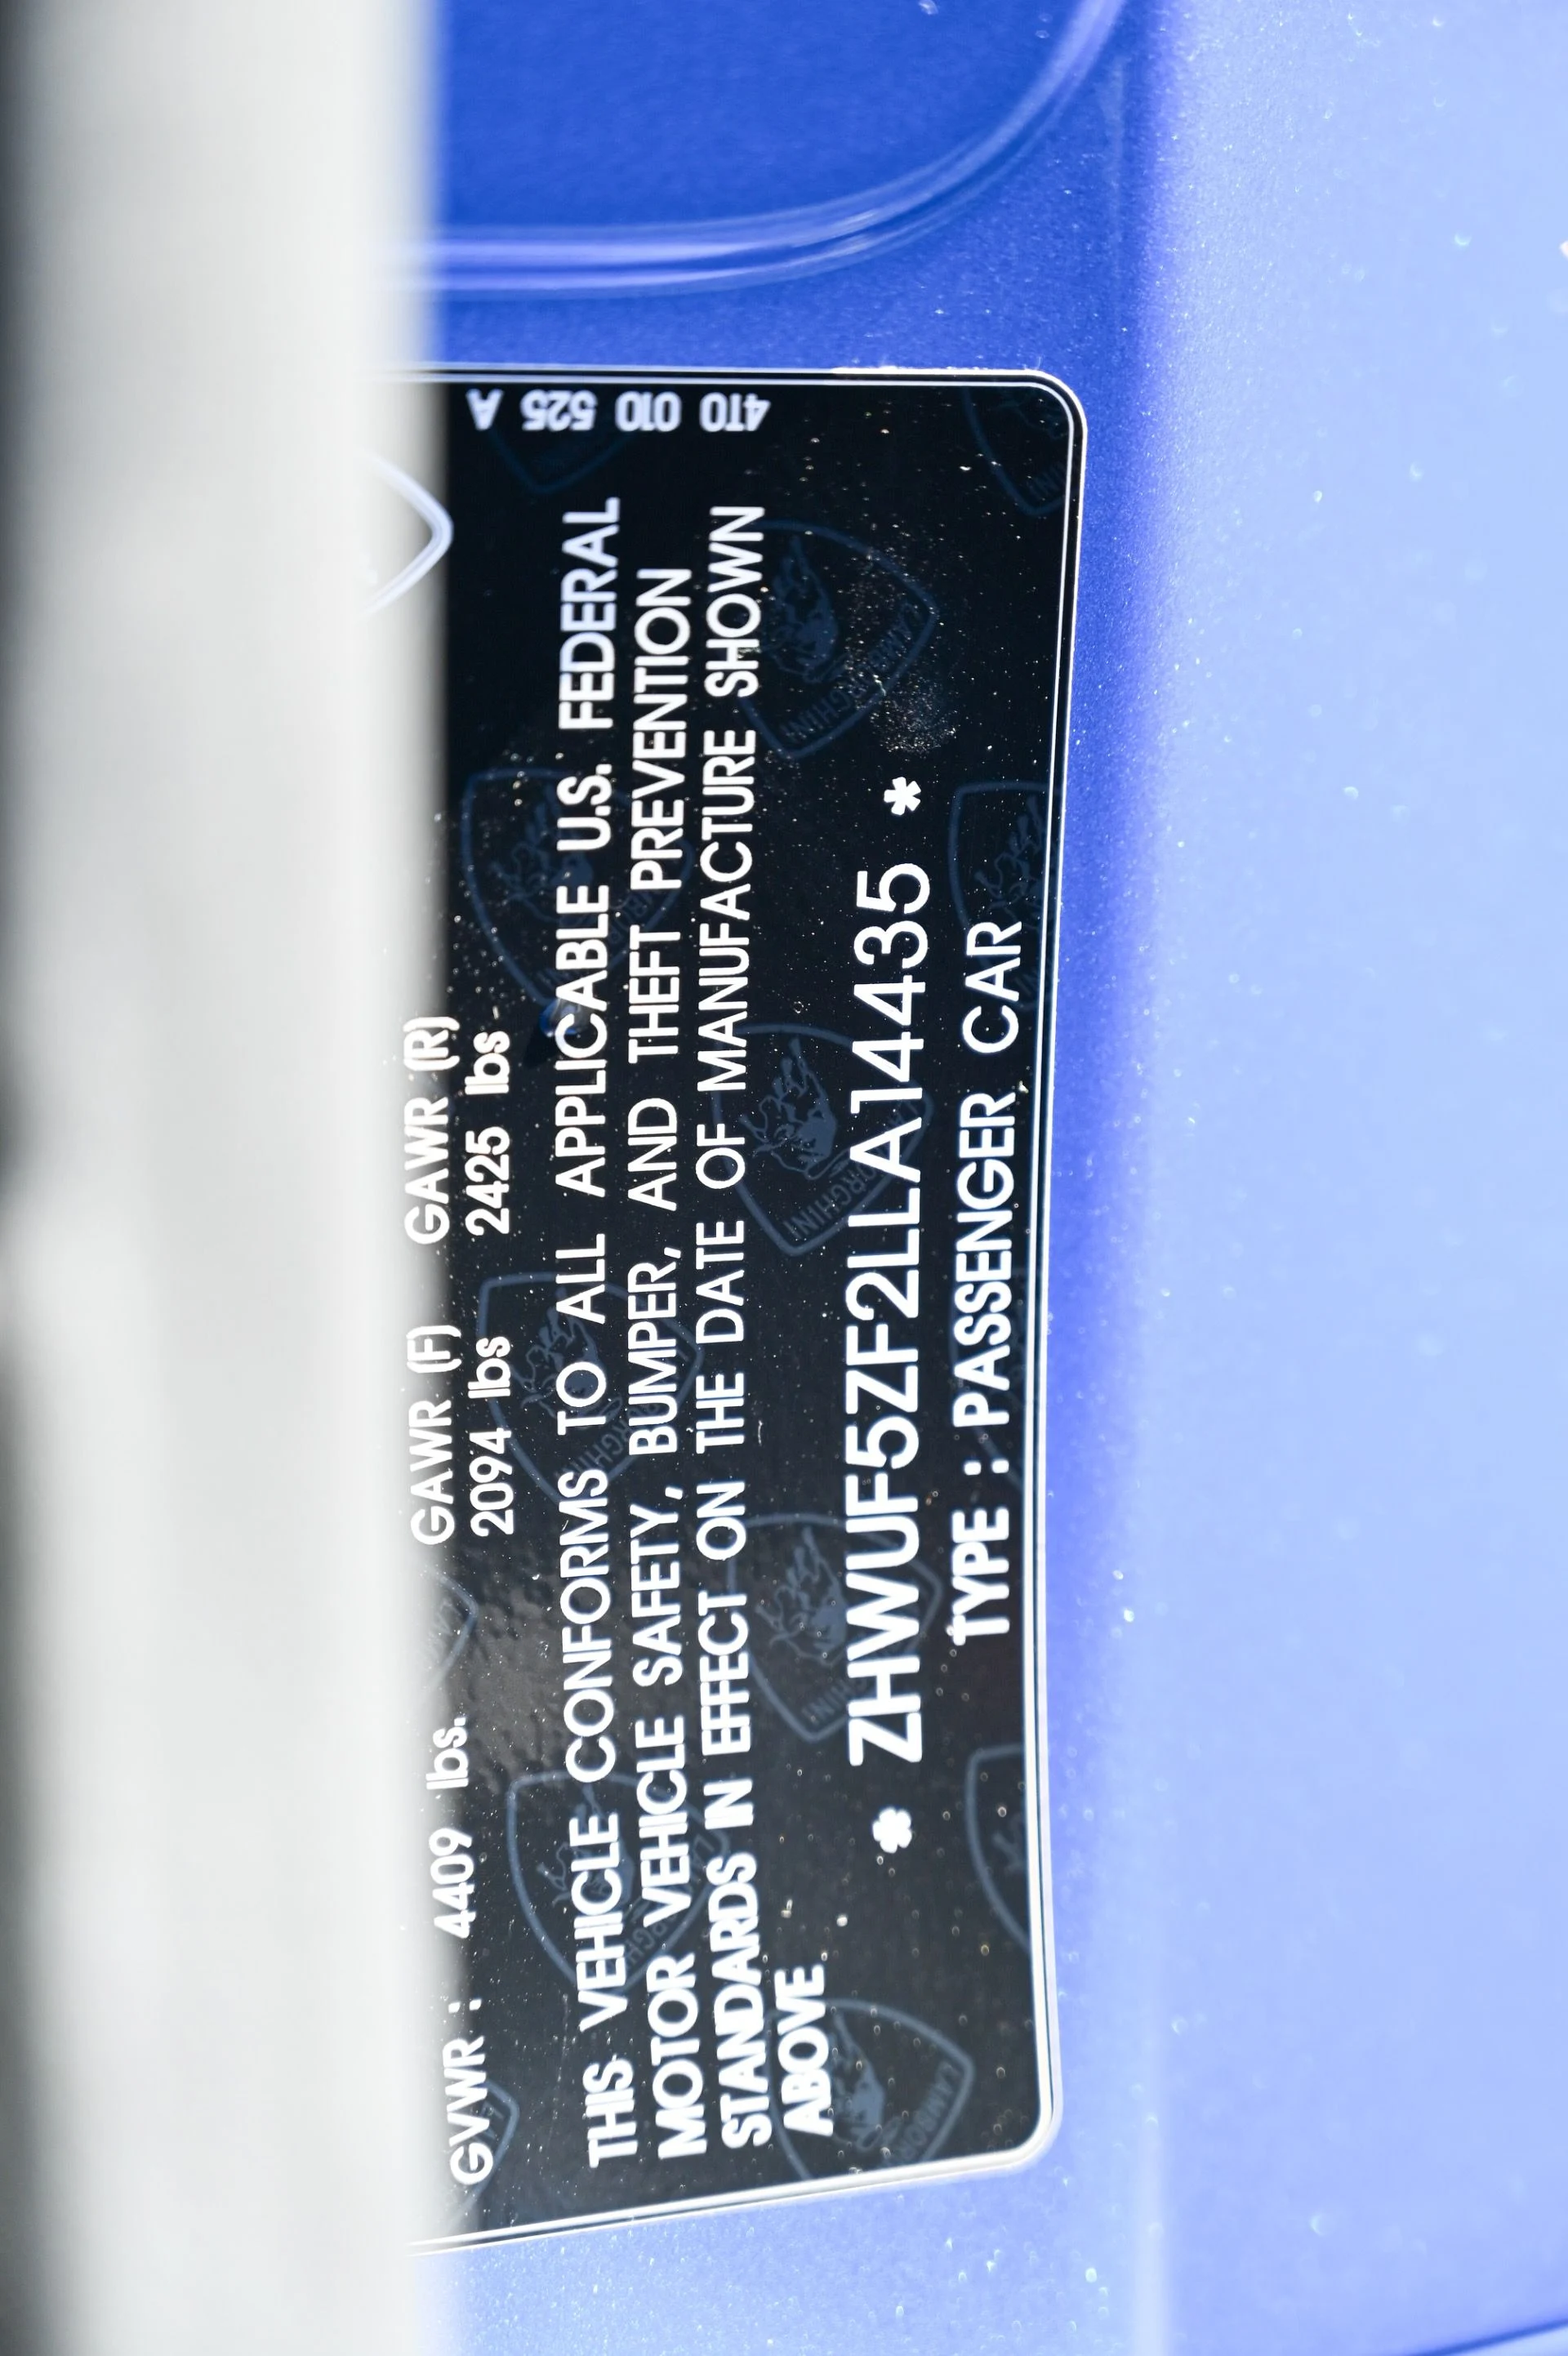 GVWR : 4409 lbs. GAWR (F) GAWR (R)
2094 lbs 2425 lbs
THIS VEHICLE CONFORMS TO ALL APPLICABLE U.S. FEDERAL
MOTOR VEHICLE SAFETY, BUMPER, AND THEFT PREVENTION
STANDARDS IN EFFECT ON THE DATE OF MANUFACTURE SHOWN
ABOVE.
* ZHWUF5ZF2LLA14435 *
TYPE : PASSENGER CAR
4T0 010 525 A
LAMBORGHINI